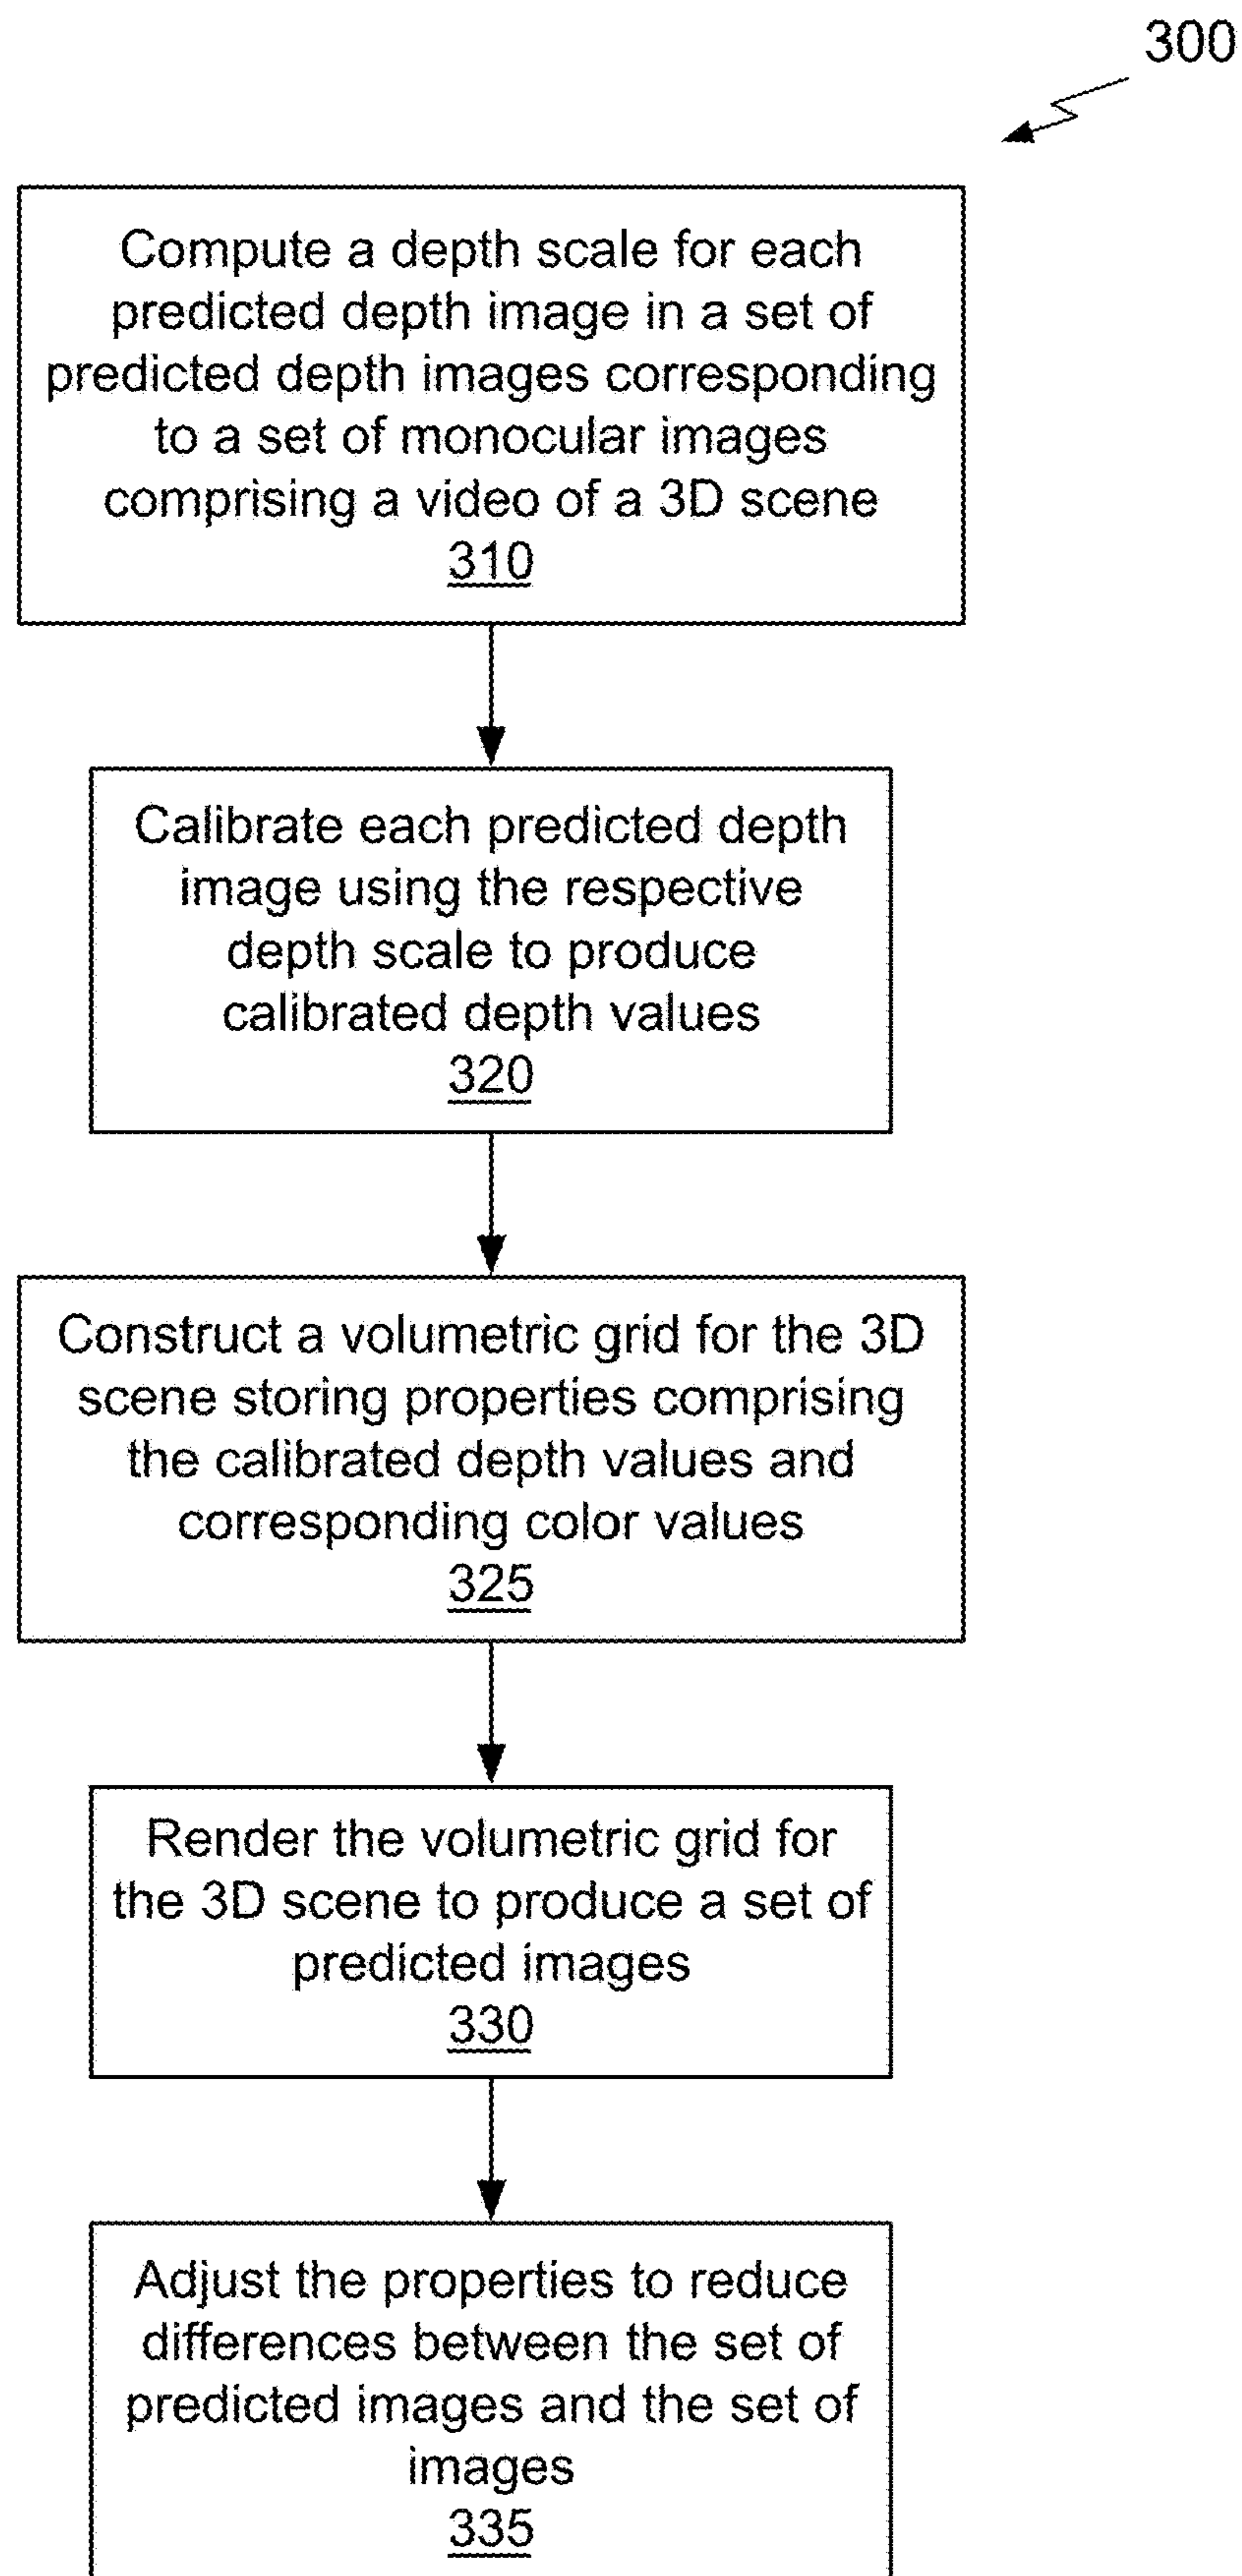 300
Compute a depth scale for each
predicted depth image in a set of
predicted depth images corresponding
to a set of monocular images
comprising a video of a 3D scene
310
Calibrate each predicted depth
image using the respective
depth scale to produce
calibrated depth values
320
Construct a volumetric grid for the 3D
scene storing properties comprising
the calibrated depth values and
corresponding color values
325
Render the volumetric grid for
the 3D scene to produce a set of
predicted images
330
Adjust the properties to reduce
differences between the set of
predicted images and the set of
images
335